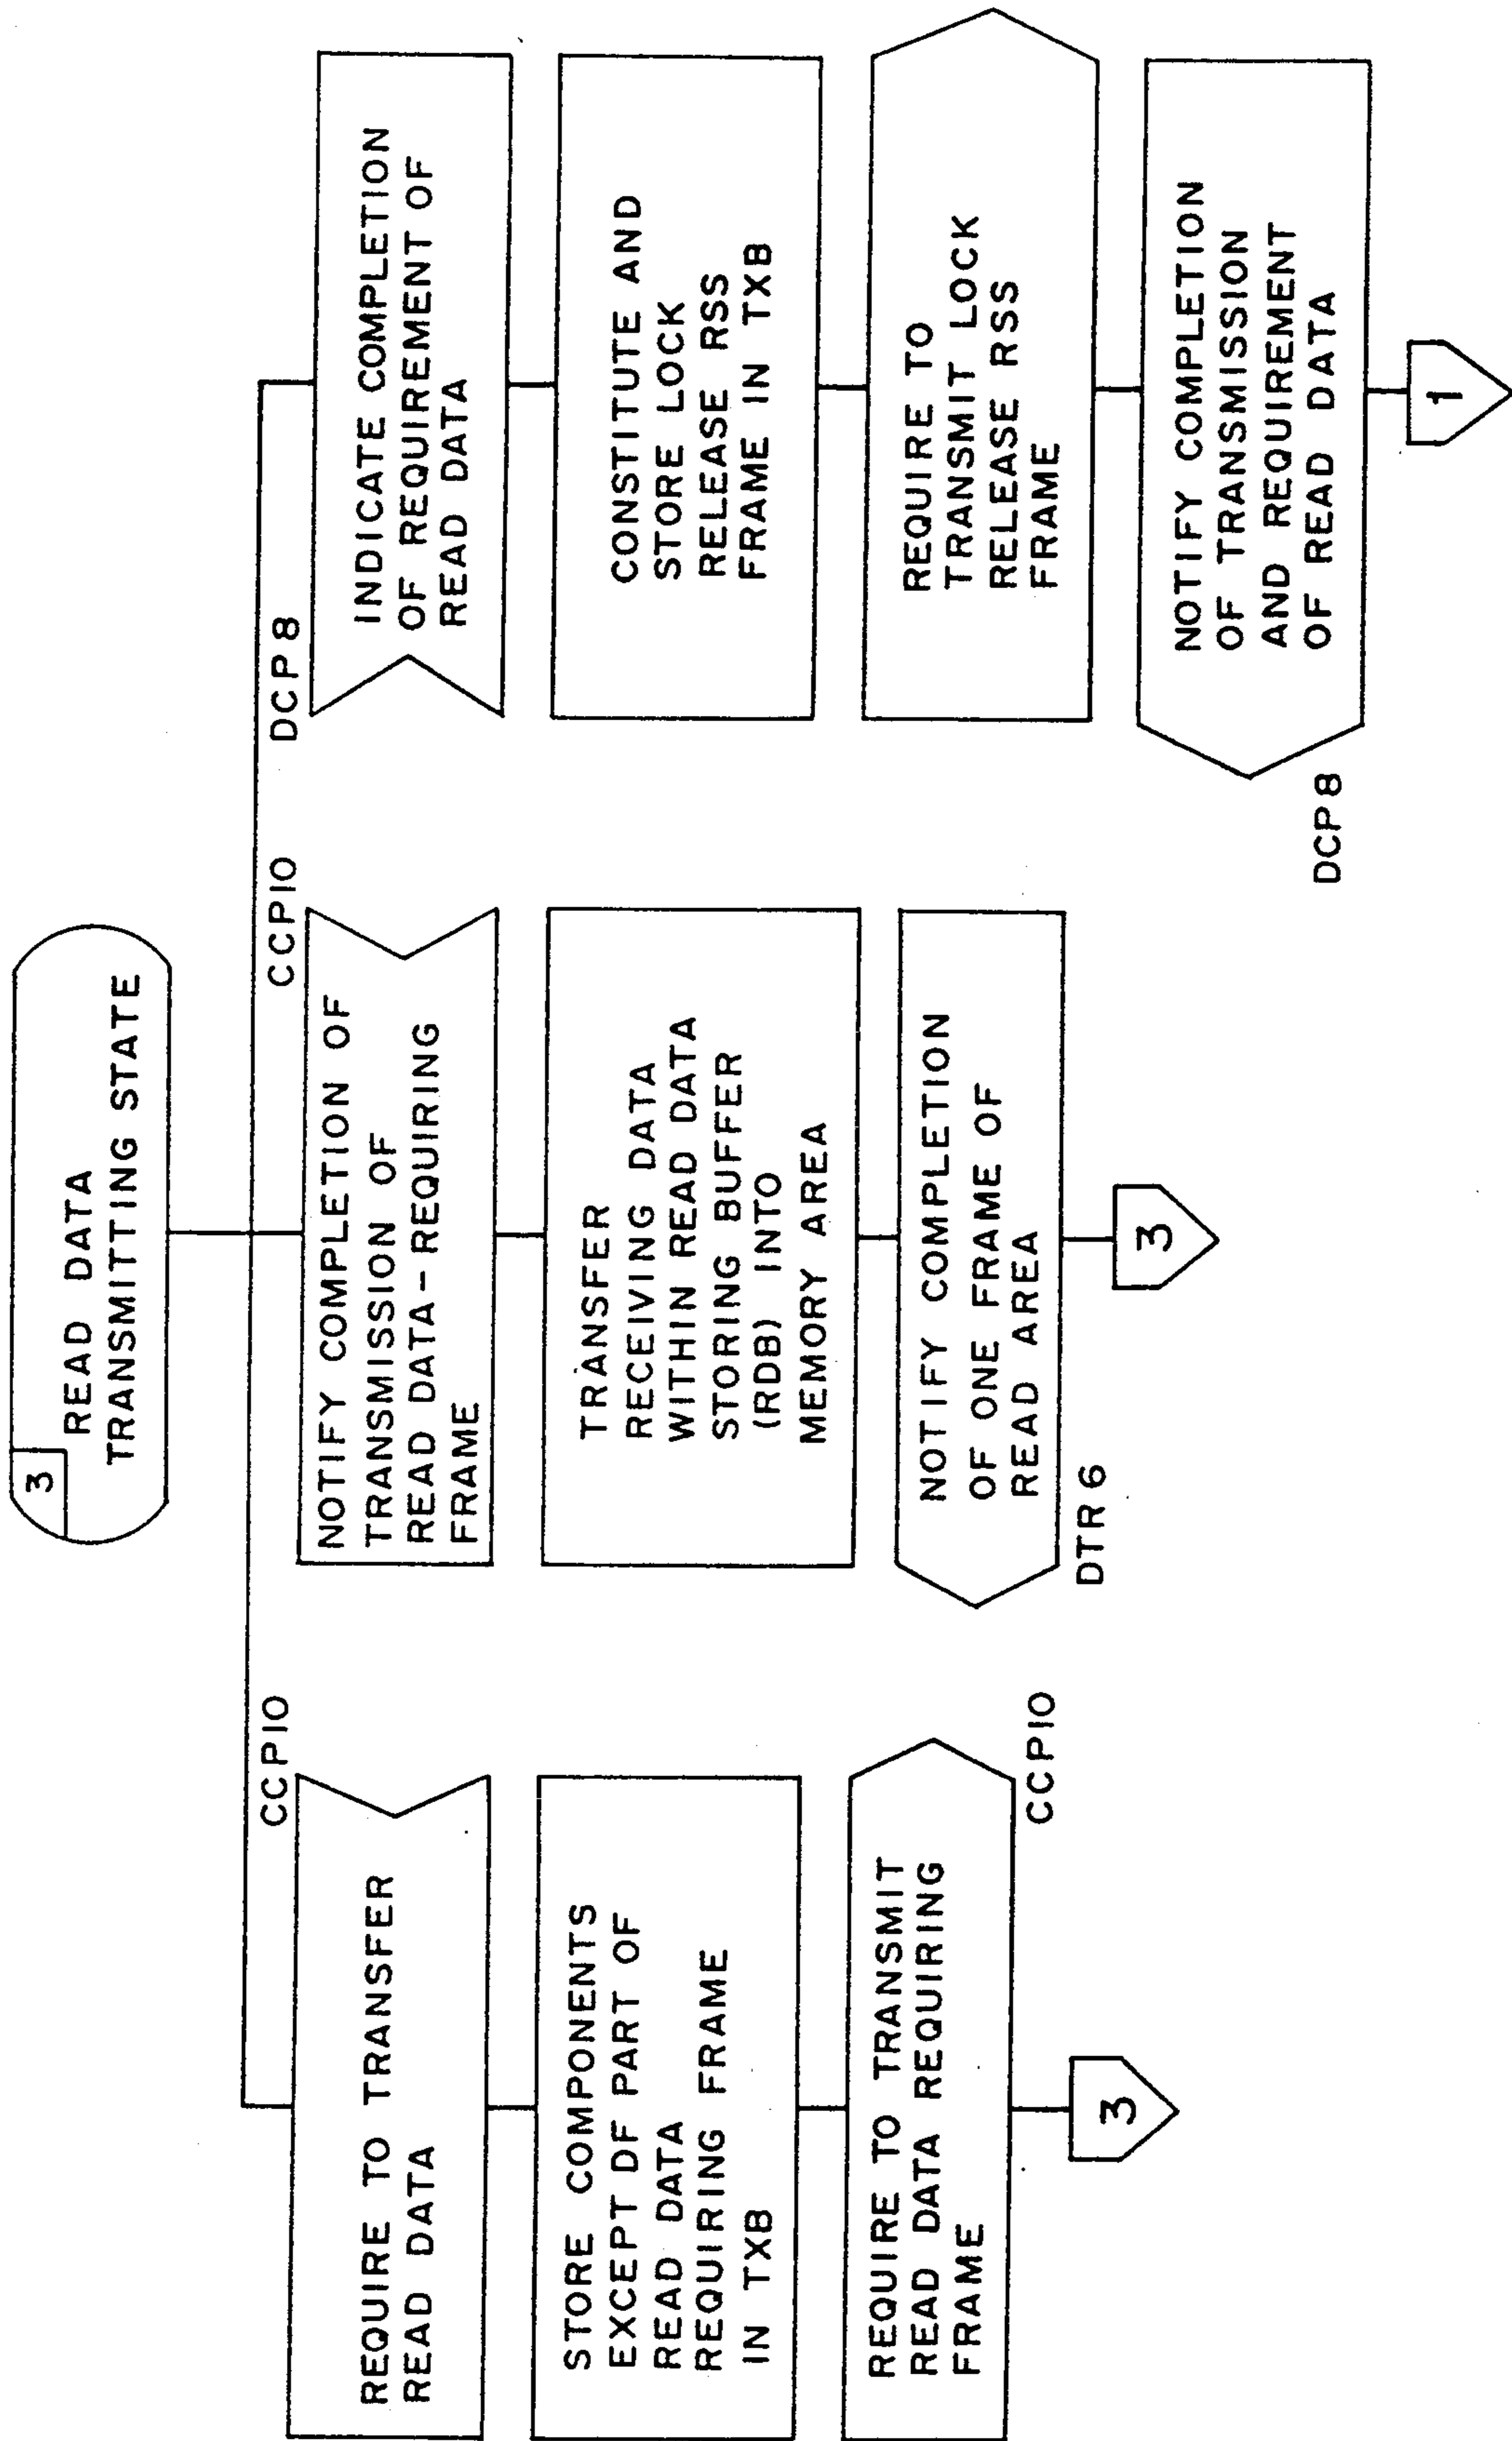 3
READ DATA
TRANSMITTING STATE
CCP10
REQUIRE TO TRANSFER
READ DATA
STORE COMPONENTS
EXCEPT DF PART OF
READ DATA
REQUIRING FRAME
IN TXB
REQUIRE TO TRANSMIT
READ DATA REQUIRING
FRAME
CCP10
3
CCP10
NOTIFY COMPLETION OF
TRANSMISSION OF
READ DATA-REQUIRING
FRAME
TRANSFER
RECEIVING DATA
WITHIN READ DATA
STORING BUFFER
(RDB) INTO
MEMORY AREA
NOTIFY COMPLETION
OF ONE FRAME OF
READ AREA
DTR 6
3
DCP 8
INDICATE COMPLETION
OF REQUIREMENT OF
READ DATA
CONSTITUTE AND
STORE LOCK
RELEASE RSS
FRAME IN TXB
REQUIRE TO
TRANSMIT LOCK
RELEASE RSS
FRAME
NOTIFY COMPLETION
OF TRANSMISSION
AND REQUIREMENT
OF READ DATA
DCP 8
1